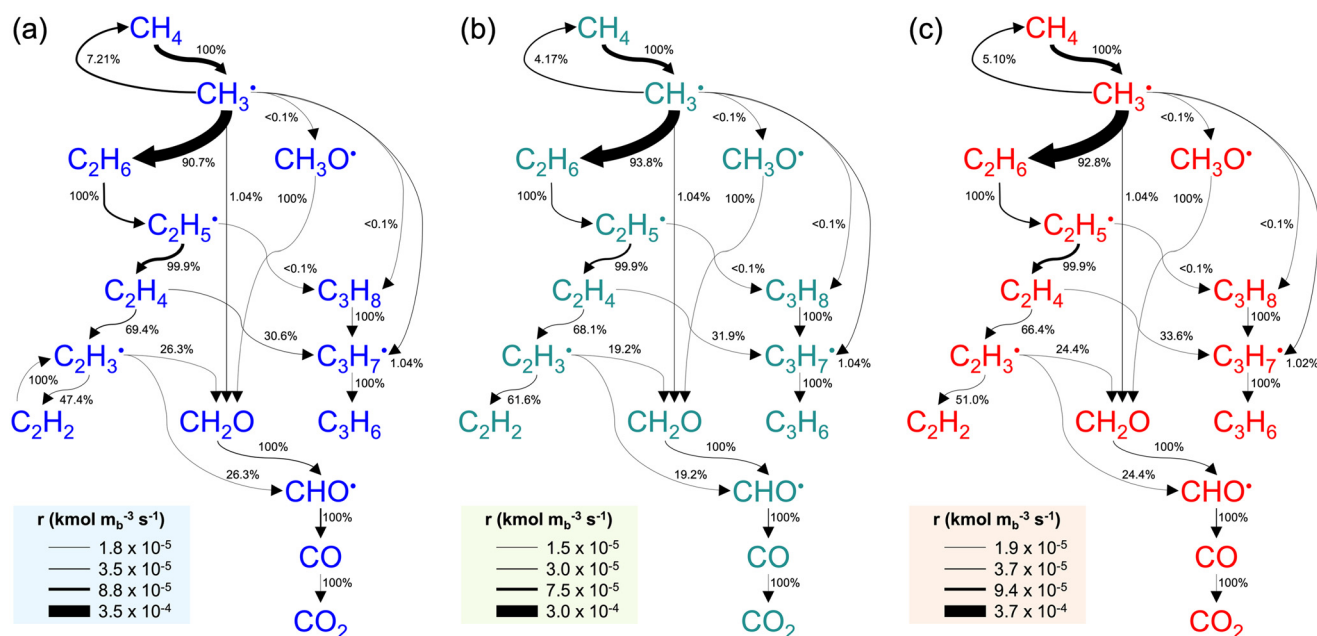 (a)
CH₄
100%
7.21%
CH₃•
<0.1%
C₂H₆
90.7%
CH₃O•
100%
1.04%
100%
C₂H₅•
<0.1%
99.9%
<0.1%
C₂H₄
C₃H₈
100%
69.4%
30.6%
C₂H₃•
26.3%
C₃H₇•
1.04%
100%
47.4%
100%
C₂H₂
CH₂O
C₃H₆
100%
26.3%
CHO•
100%
CO
100%
CO₂
r (kmol m_b⁻³ s⁻¹)
1.8 x 10⁻⁵
3.5 x 10⁻⁵
8.8 x 10⁻⁵
3.5 x 10⁻⁴
(b)
CH₄
100%
4.17%
CH₃•
<0.1%
C₂H₆
93.8%
CH₃O•
100%
1.04%
100%
C₂H₅•
<0.1%
99.9%
<0.1%
C₂H₄
C₃H₈
100%
68.1%
31.9%
C₂H₃•
19.2%
C₃H₇•
1.04%
61.6%
100%
C₂H₂
CH₂O
C₃H₆
100%
19.2%
CHO•
100%
CO
100%
CO₂
r (kmol m_b⁻³ s⁻¹)
1.5 x 10⁻⁵
3.0 x 10⁻⁵
7.5 x 10⁻⁵
3.0 x 10⁻⁴
(c)
CH₄
100%
5.10%
CH₃•
<0.1%
C₂H₆
92.8%
CH₃O•
100%
1.04%
100%
C₂H₅•
<0.1%
99.9%
<0.1%
C₂H₄
C₃H₈
100%
66.4%
33.6%
C₂H₃•
24.4%
C₃H₇•
1.02%
51.0%
100%
C₂H₂
CH₂O
C₃H₆
100%
24.4%
CHO•
100%
CO
100%
CO₂
r (kmol m_b⁻³ s⁻¹)
1.9 x 10⁻⁵
3.7 x 10⁻⁵
9.4 x 10⁻⁵
3.7 x 10⁻⁴